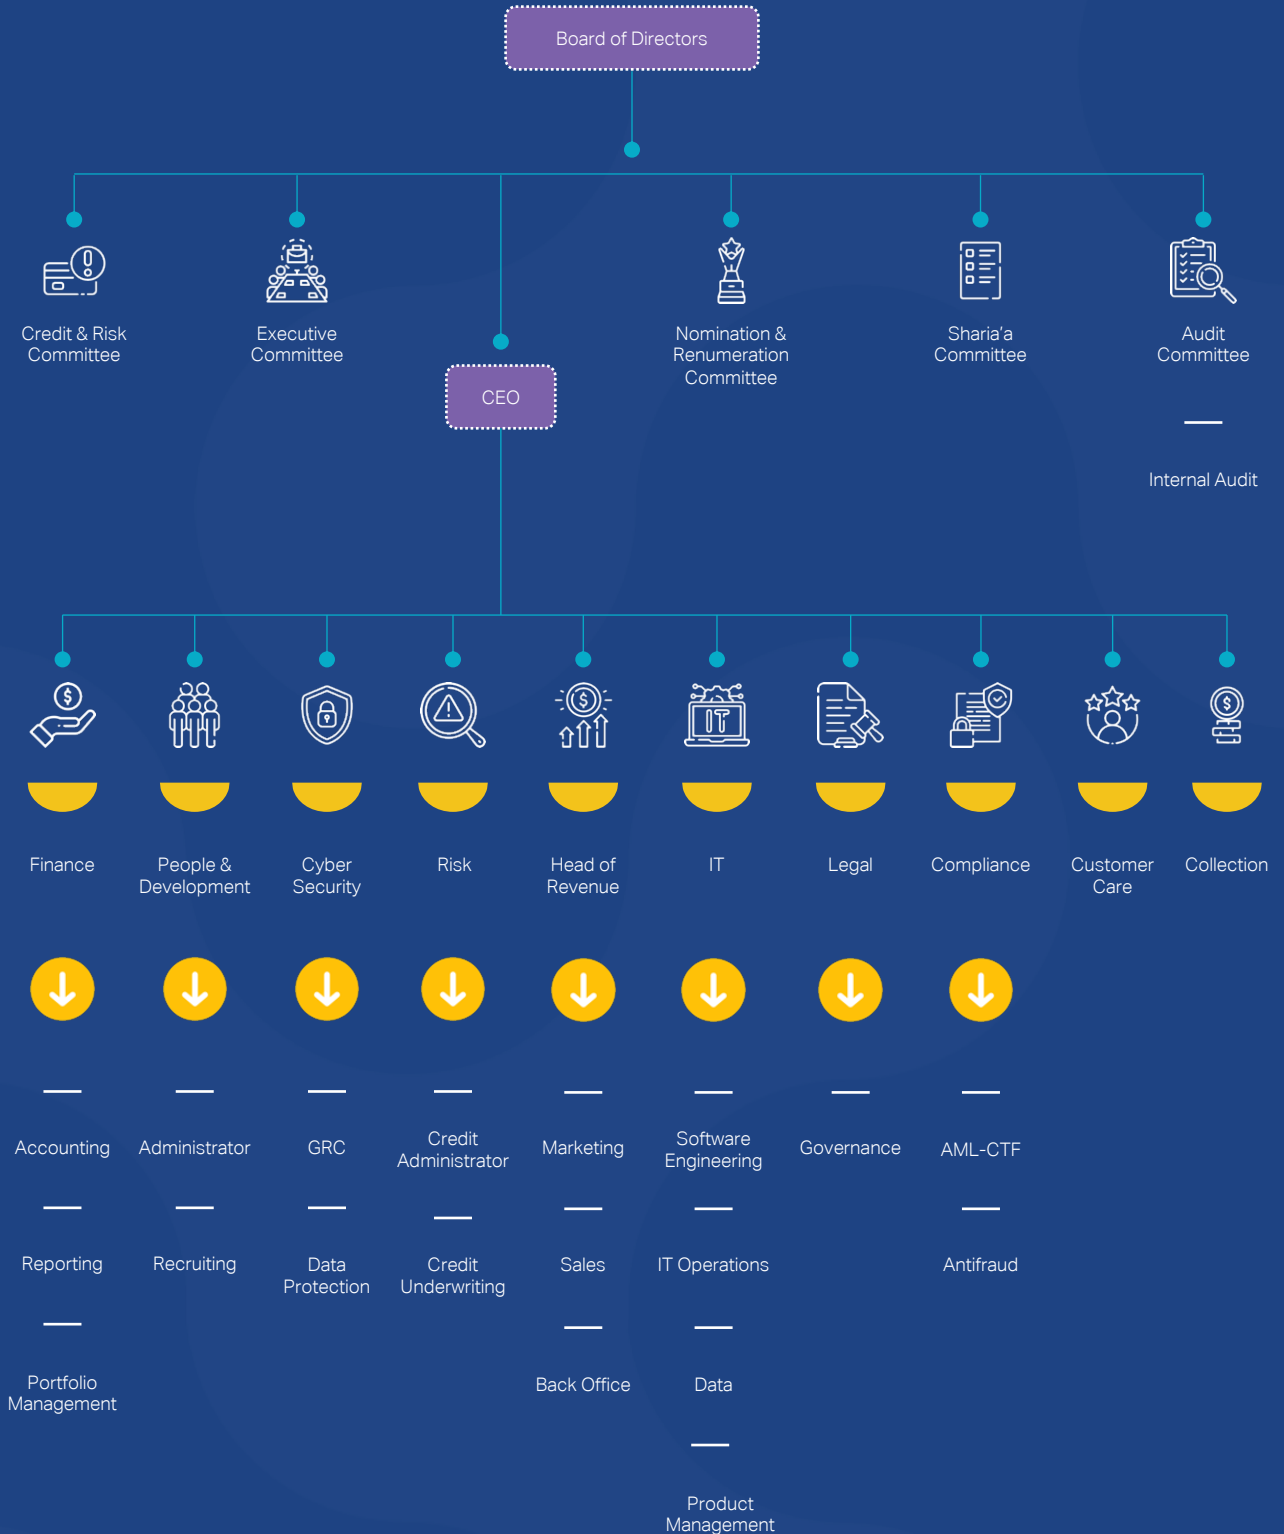 Board of Directors
Credit & Risk
Committee
Executive
Committee
CEO
Nomination &
Renumeration
Committee
Sharia'a
Committee
Audit
Committee
Internal Audit
Finance
People &
Development
Cyber
Security
Risk
Head of
Revenue
IT
IT
Legal
Compliance
Customer
Care
Collection
Accounting
Reporting
Portfolio
Management
Administrator
Recruiting
GRC
Data
Protection
Credit
Administrator
Credit
Underwriting
Marketing
Sales
Back Office
Software
Engineering
IT Operations
Data
Product
Management
Governance
AML-CTF
Antifraud